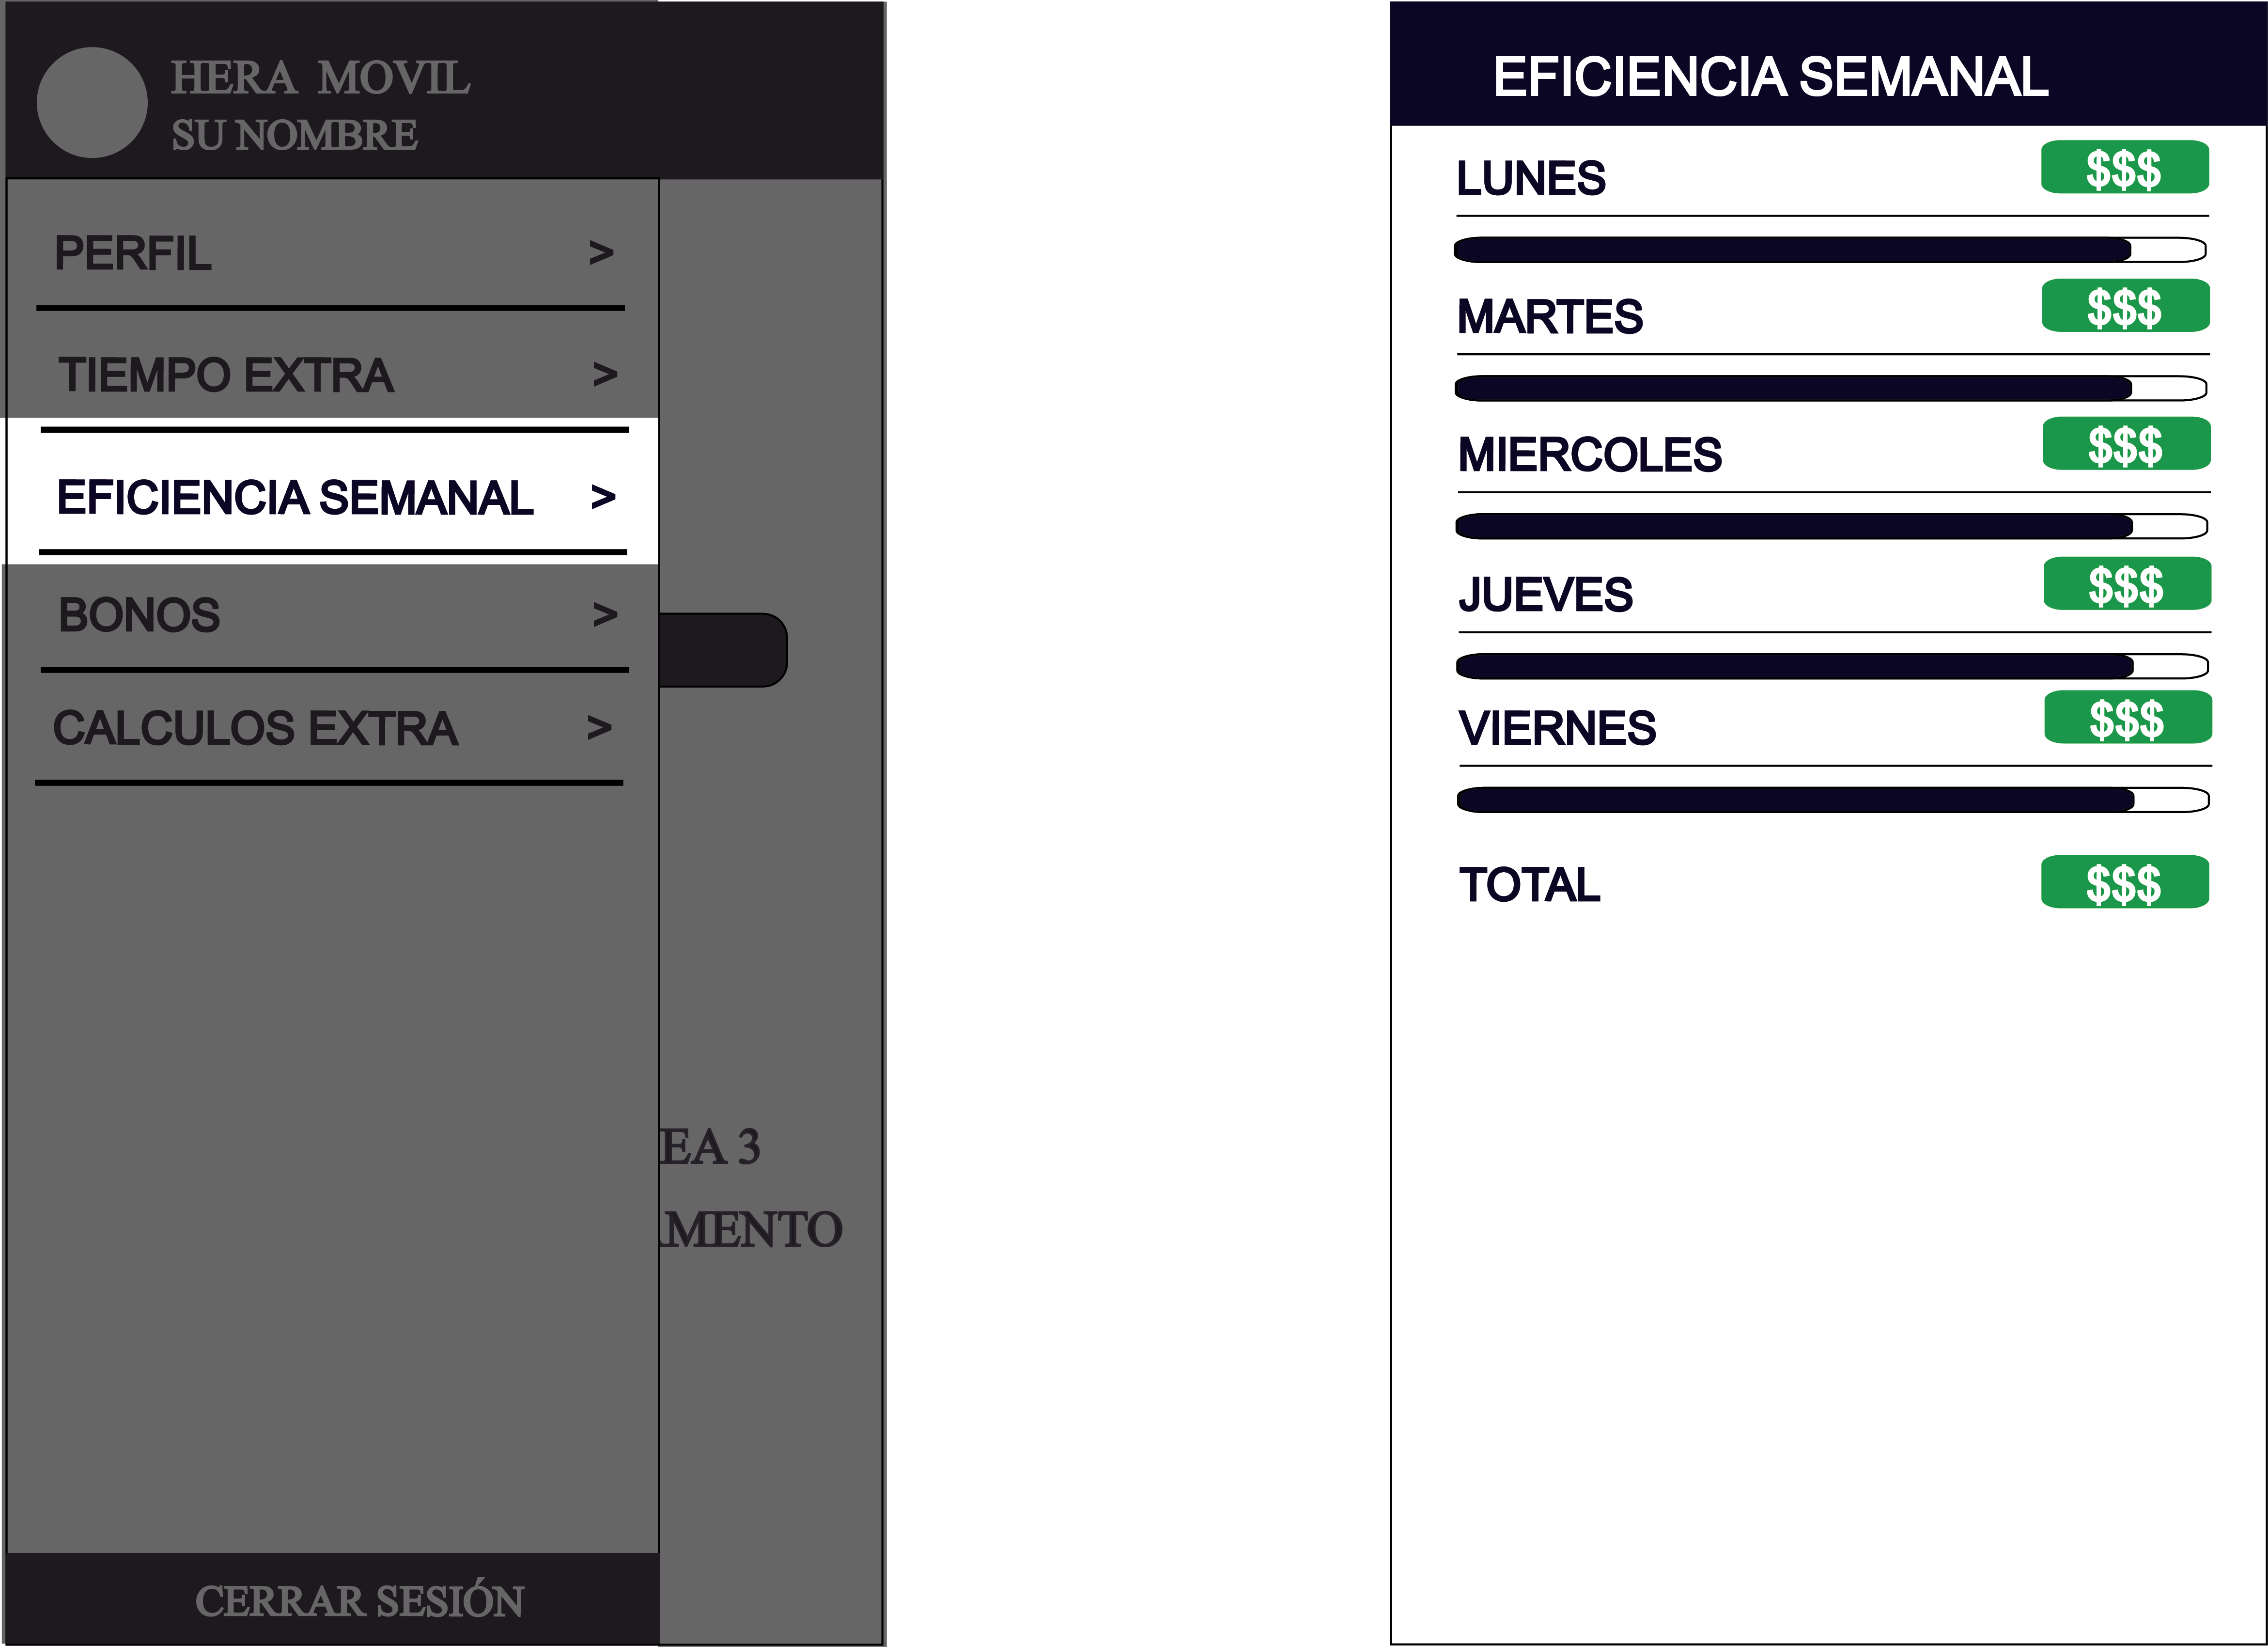 HERA MOVIL
SU NOMBRE
PERFIL >
TIEMPO EXTRA >
EFICIENCIA SEMANAL >
BONOS >
CALCULOS EXTRA >
EA 3
MENTO
CERRAR SESIÓN
EFICIENCIA SEMANAL
LUNES $$$
MARTES $$$
MIERCOLES $$$
JUEVES $$$
VIERNES $$$
TOTAL $$$